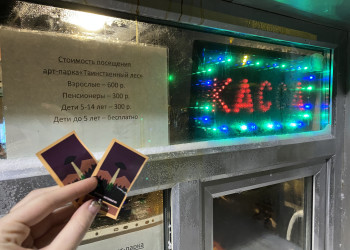 Стоимость посещения
арт-парка «Таинственный лес»
Взрослые – 600 р.
Пенсионеры – 300 р.
Дети 5-14 лет – 300 р.
Дети до 5 лет – бесплатно
КАССА